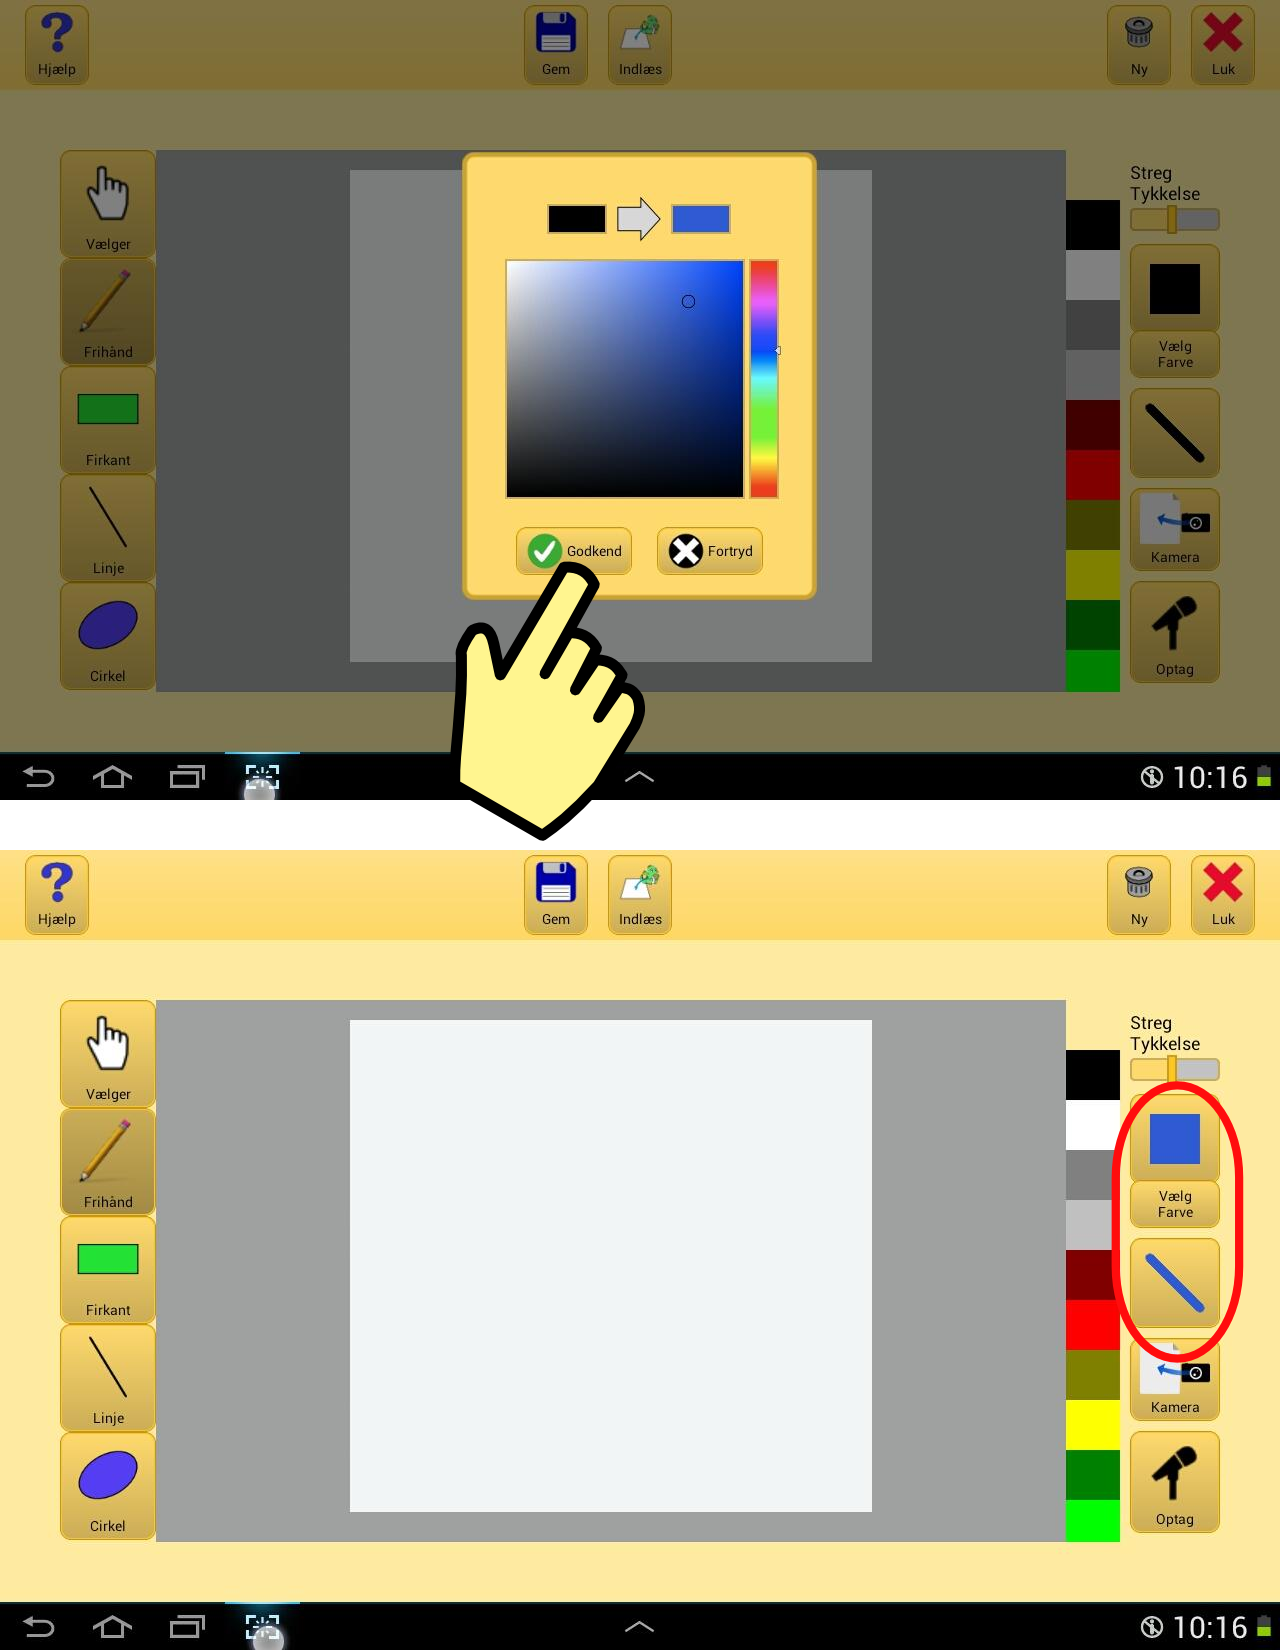 Hjælp
Gem
Indlæs
Ny
Luk
Vælger
Frihånd
Firkant
Linje
Cirkel
Godkend
Fortryd
Streg
Tykkelse
Vælg
Farve
Kamera
Optag
10:16
Hjælp
Gem
Indlæs
Ny
Luk
Vælger
Frihånd
Firkant
Linje
Cirkel
Streg
Tykkelse
Vælg
Farve
Kamera
Optag
10:16